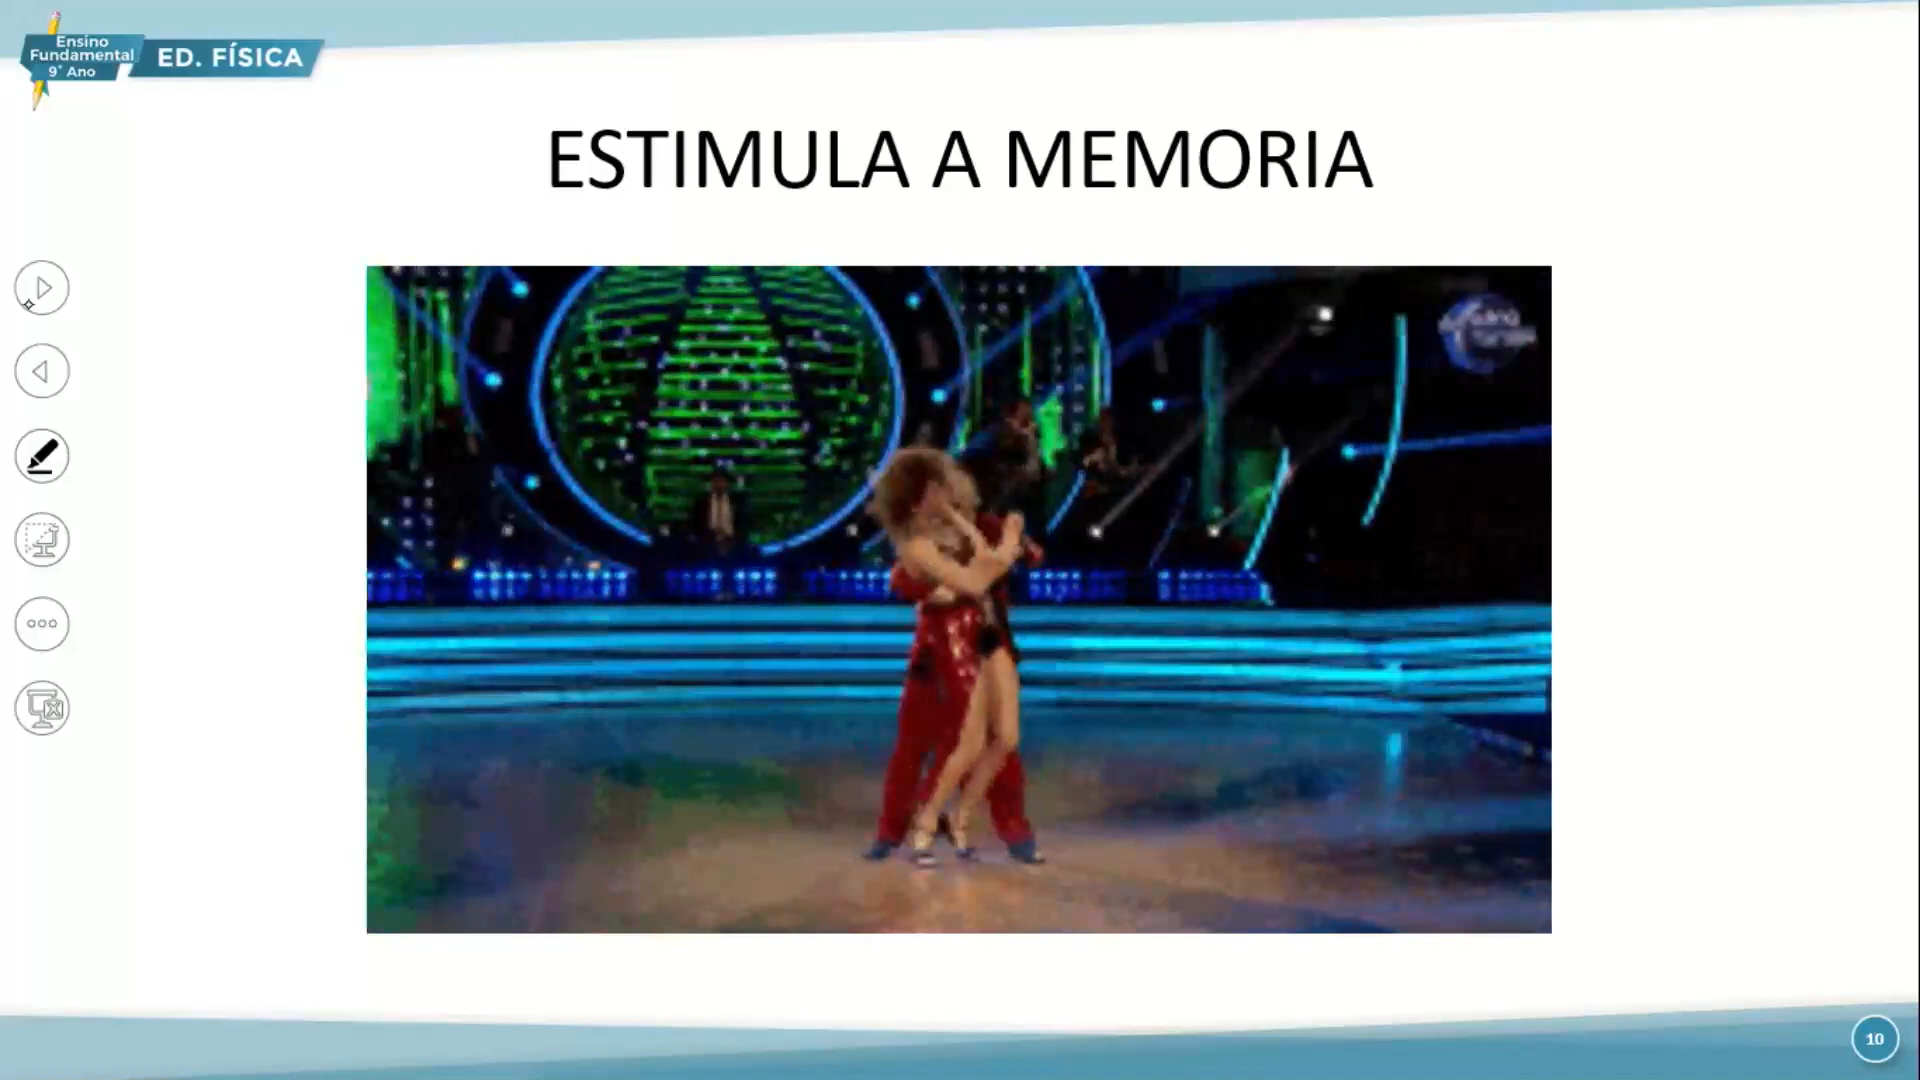 Ensino
Fundamental
9° Ano
ED. FÍSICA
ESTIMULA A MEMORIA
10